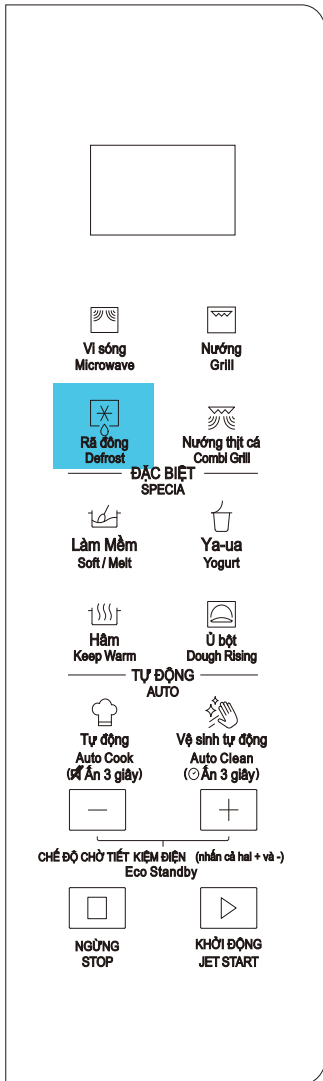 Vi sóng
Microwave
Nướng
Grill
Rã đông
Defrost
Nướng thịt cá
Combi Grill
ĐẶC BIỆT
SPECIA
Làm Mềm
Soft / Melt
Ya-ua
Yogurt
Hâm
Keep Warm
Ủ bột
Dough Rising
TỰ ĐỘNG
AUTO
Tự động
Auto Cook
(Ấn 3 giây)
Vệ sinh tự động
Auto Clean
(Ấn 3 giây)
CHẾ ĐỘ CHỜ TIẾT KIỆM ĐIỆN (nhấn cả hai + và -)
Eco Standby
NGỪNG
STOP
KHỞI ĐỘNG
JET START